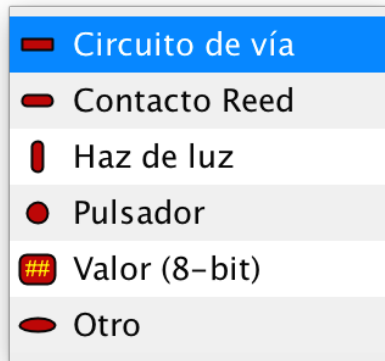 Circuito de vía
Contacto Reed
Haz de luz
Pulsador
## Valor (8-bit)
Otro